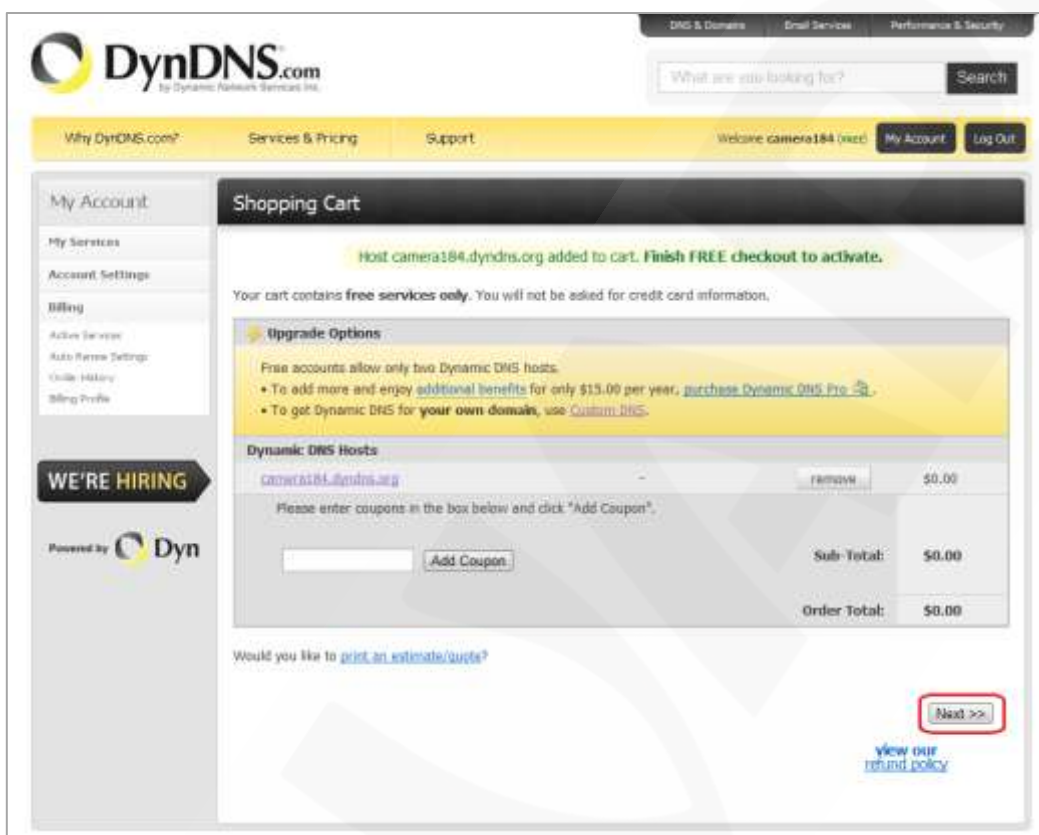 DNS & Domains Email Services Performance & Security
DynDNS.com
by Dynamic Network Services Inc.
What are you looking for? Search
Why DynDNS.com? Services & Pricing Support Welcome camera184 My Account Log Out
My Account
My Services
Account Settings
Billing
Active Services
Auto Renew Settings
Order History
Billing Profile
WE'RE HIRING
Powered by Dyn
Shopping Cart
Host camera184.dyndns.org added to cart. Finish FREE checkout to activate.
Your cart contains free services only. You will not be asked for credit card information.
Upgrade Options
Free accounts allow only two Dynamic DNS hosts.
• To add more and enjoy additional benefits for only $15.00 per year, purchase Dynamic DNS Pro .
• To get Dynamic DNS for your own domain, use Custom DNS.
Dynamic DNS Hosts
camera184.dyndns.org - remove $0.00
Please enter coupons in the box below and click "Add Coupon".
Add Coupon
Sub-Total: $0.00
Order Total: $0.00
Would you like to print an estimate/quote?
Next >>
view our
refund policy